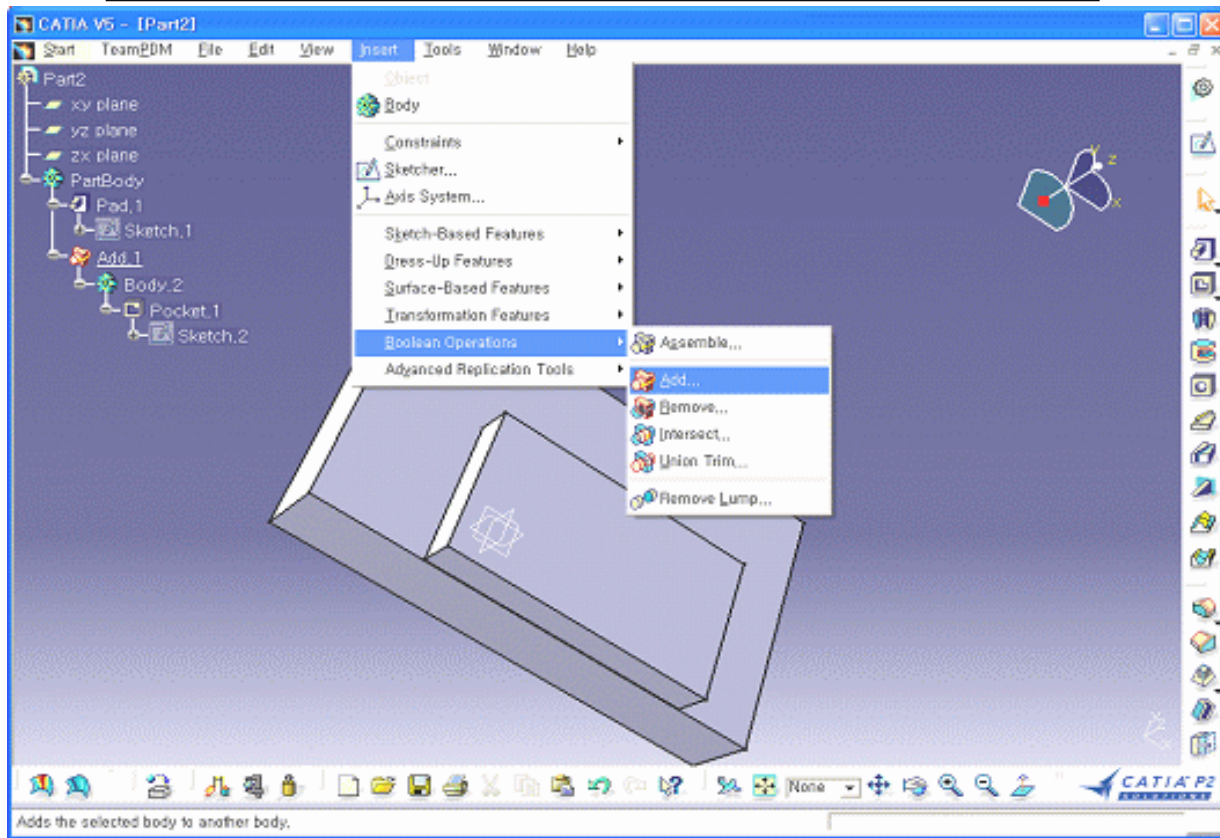 CATIA V5 - [Part2]
Start TeamPDM File Edit View Insert Tools Window Help
Part2
xy plane
yz plane
zx plane
PartBody
Pad.1
Sketch.1
Add.1
Body.2
Pocket.1
Sketch.2
Object
Body
Constraints
Sketcher...
Axis System...
Sketch-Based Features
Dress-Up Features
Surface-Based Features
Transformation Features
Boolean Operations
Advanced Replication Tools
Assemble...
Add...
Remove...
Intersect...
Union Trim...
Remove Lump...
y
z
x
None
CATIA P2
SOLUTIONS
Adds the selected body to another body.